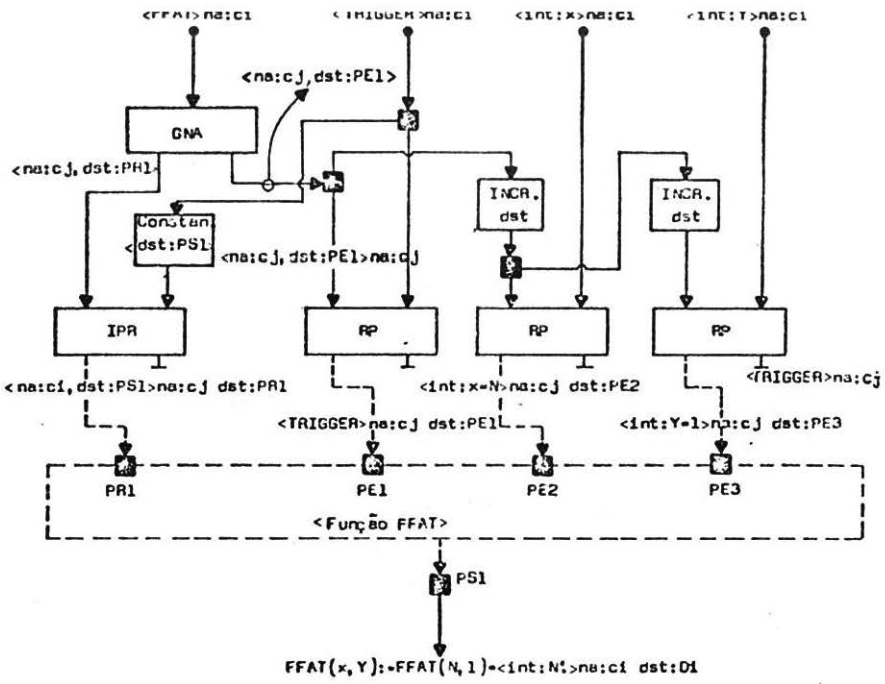 <FFAT>na:ci
<TRIGGER>na:ci
<int:x>na:ci
<int:Y>na:ci
<na:cj,dst:PE1>
GNA
<na:cj,dst:PR1>
INCR.
dst
INCR.
dst
Constan
<dst:PS1>
<na:cj,dst:PE1>na:cj
IPR
RP
RP
RP
<na:ci,dst:PS1>na:cj dst:PR1
<int:x=N>na:cj dst:PE2
<TRIGGER>na:cj
<TRIGGER>na:cj dst:PE1
<int:Y=1>na:cj dst:PE3
PR1
PE1
PE2
PE3
<Função FFAT>
PS1
FFAT(x,Y):=FFAT(N,1)=<int:N!>na:ci dst:D1